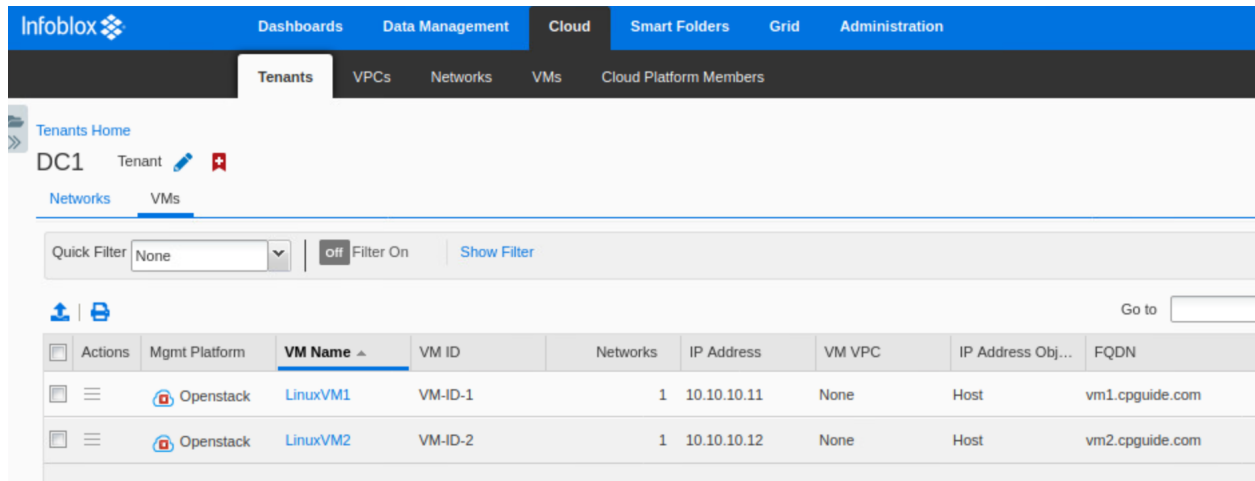 Infoblox Dashboards Data Management Cloud Smart Folders Grid Administration
Tenants VPCs Networks VMs Cloud Platform Members
Tenants Home
DC1 Tenant
Networks VMs
Quick Filter None Off Filter On Show Filter
Go to
Actions Mgmt Platform VM Name VM ID Networks IP Address VM VPC IP Address Obj... FQDN
Openstack LinuxVM1 VM-ID-1 1 10.10.10.11 None Host vm1.cpguide.com
Openstack LinuxVM2 VM-ID-2 1 10.10.10.12 None Host vm2.cpguide.com